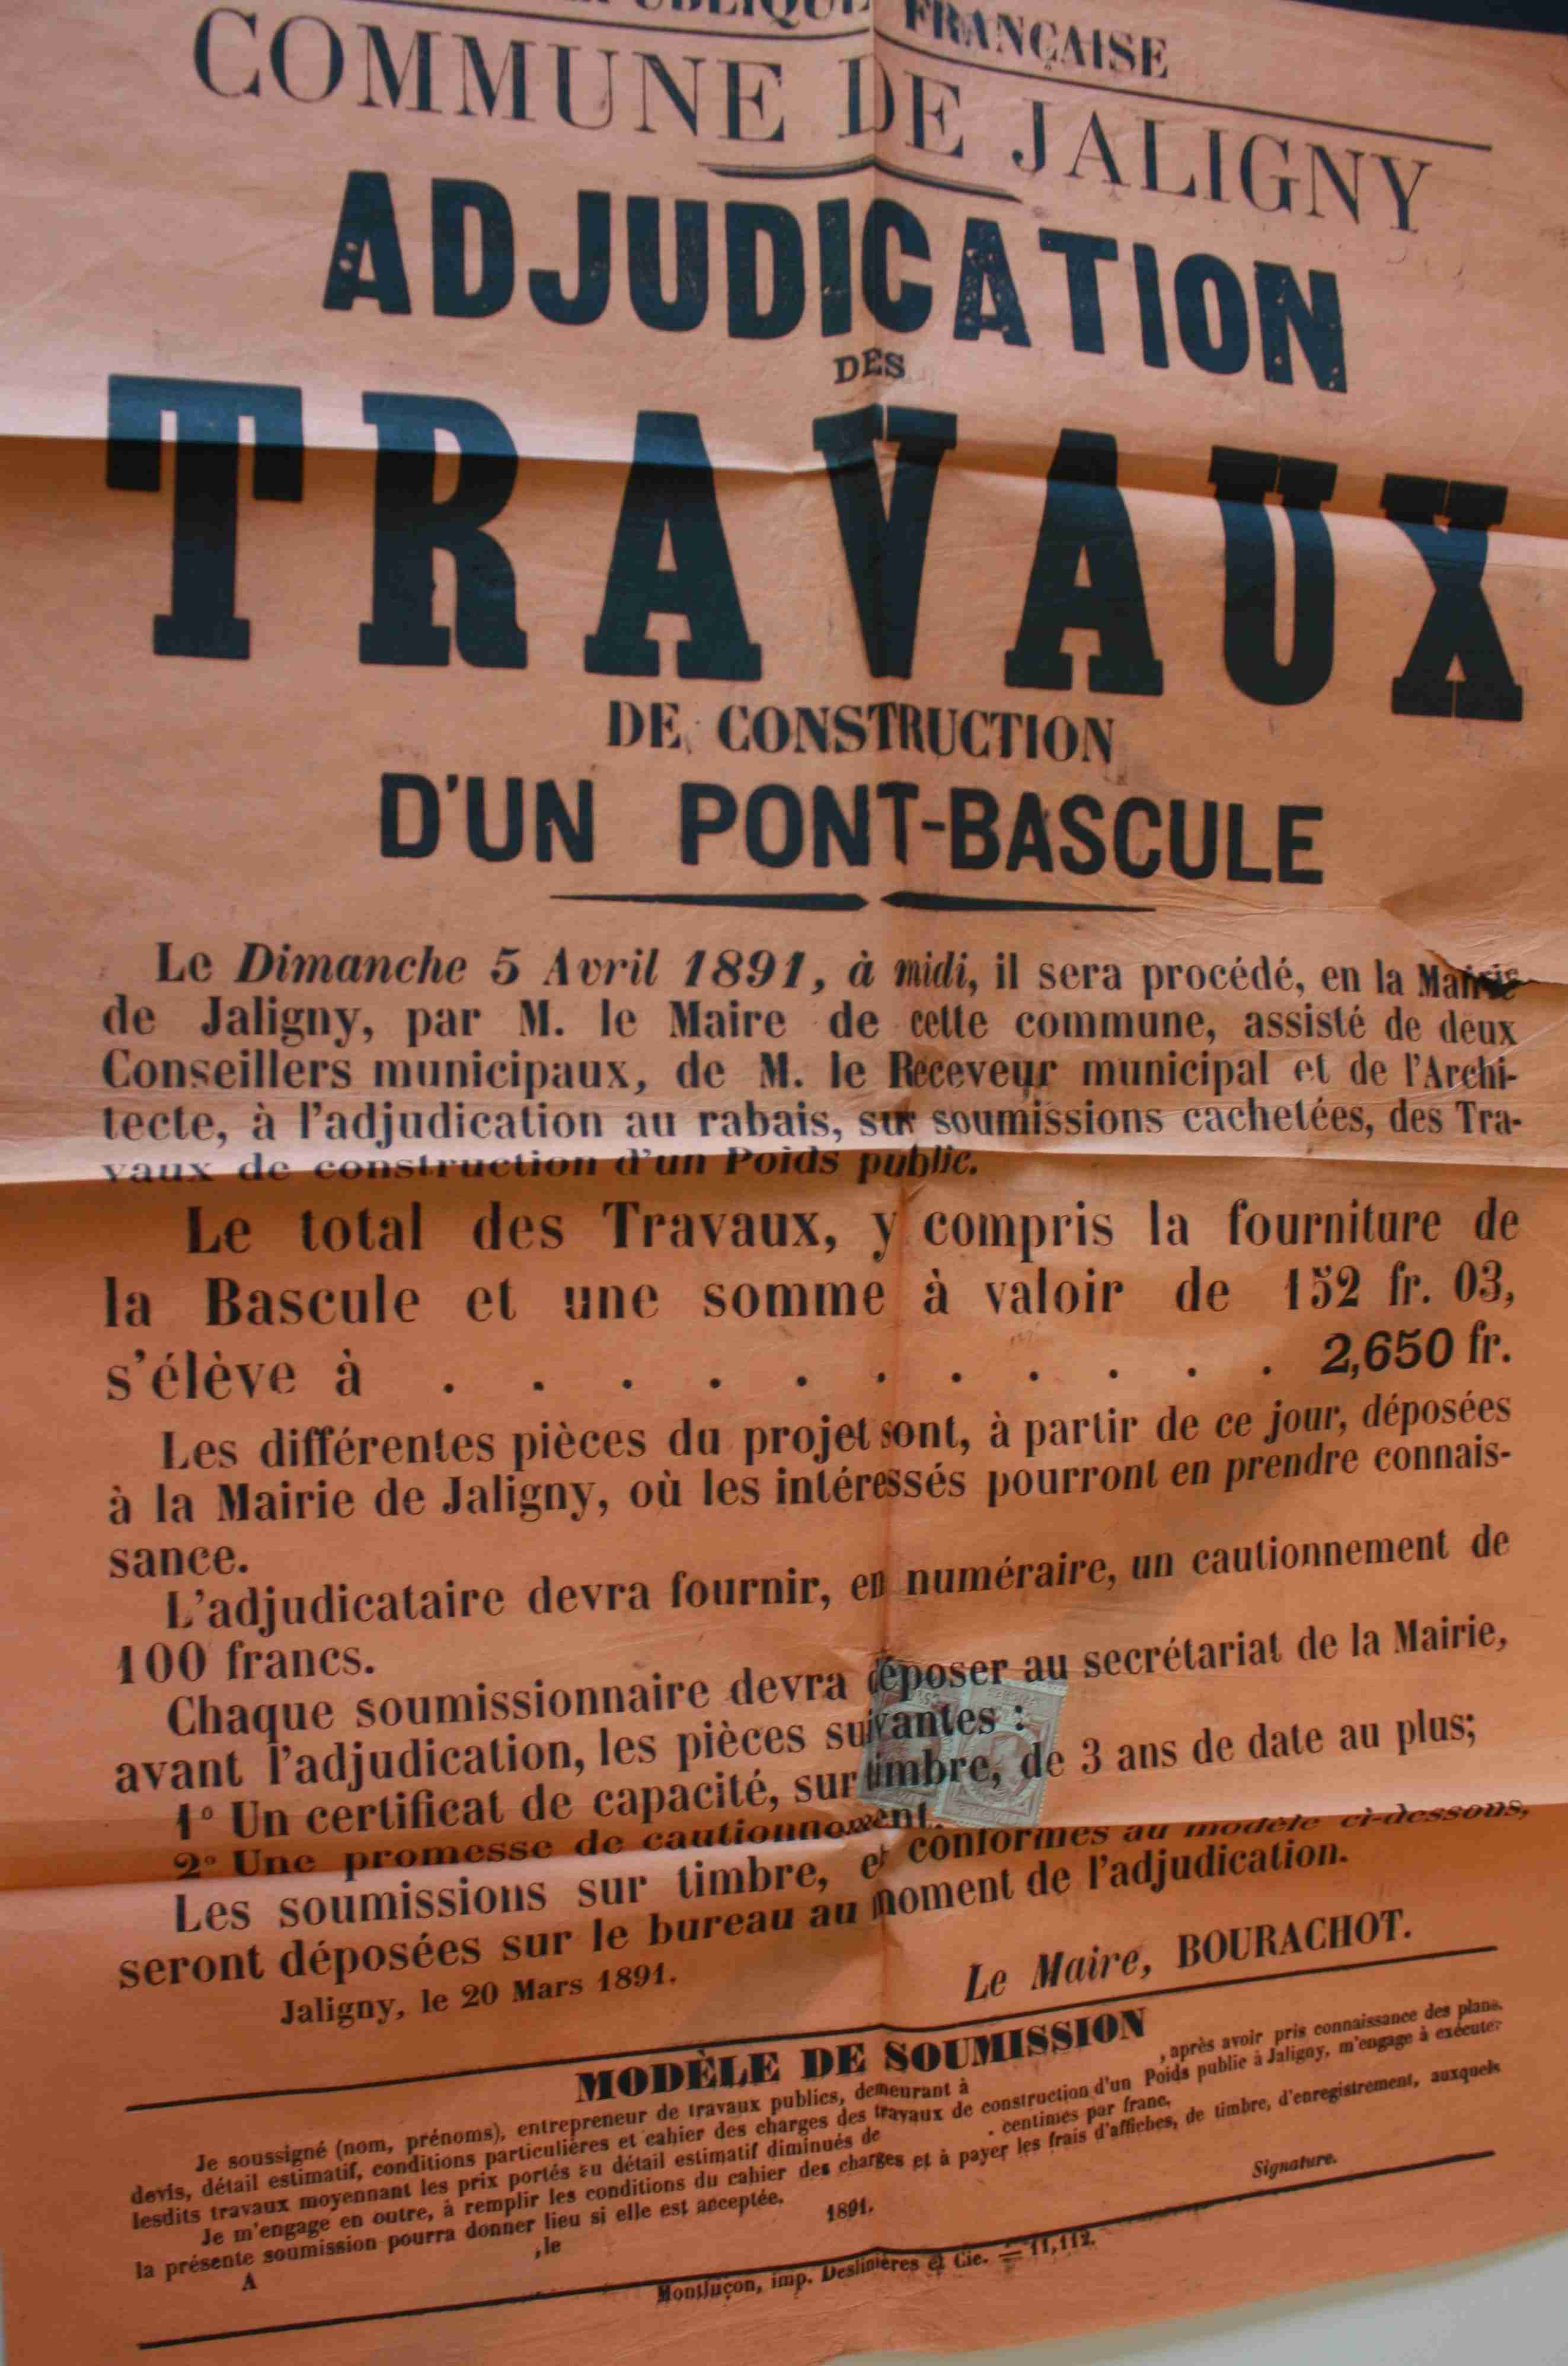 RÉPUBLIQUE FRANÇAISE
COMMUNE DE JALIGNY
ADJUDICATION
DES
TRAVAUX
DE CONSTRUCTION
D'UN PONT-BASCULE
Le Dimanche 5 Avril 1891, à midi, il sera procédé, en la Mairie
de Jaligny, par M. le Maire de cette commune, assisté de deux
Conseillers municipaux, de M. le Receveur municipal et de l'Archi-
tecte, à l'adjudication au rabais, sur soumissions cachetées, des Tra-
vaux de construction d'un Poids public.
Le total des Travaux, y compris la fourniture de
la Bascule et une somme à valoir de 152 fr. 03,
s'élève à . . . . . . . . . . . 2,650 fr.
Les différentes pièces du projet sont, à partir de ce jour, déposées
à la Mairie de Jaligny, où les intéressés pourront en prendre connais-
sance.
L'adjudicataire devra fournir, en numéraire, un cautionnement de
100 francs.
Chaque soumissionnaire devra déposer au secrétariat de la Mairie,
avant l'adjudication, les pièces suivantes :
1° Un certificat de capacité, sur timbre, de 3 ans de date au plus;
2° Une promesse de cautionnement.
Les soumissions sur timbre, et conformes au modèle ci-dessous,
seront déposées sur le bureau au moment de l'adjudication.
Jaligny, le 20 Mars 1891.
Le Maire, BOURACHOT.
MODÈLE DE SOUMISSION
Je soussigné (nom, prénoms), entrepreneur de travaux publics, demeurant à , après avoir pris connaissance des plans,
devis, détail estimatif, conditions particulières et cahier des charges des travaux de construction d'un Poids public à Jaligny, m'engage à exécuter
lesdits travaux moyennant les prix portés au détail estimatif diminués de . centimes par franc.
Je m'engage en outre, à remplir les conditions du cahier des charges et à payer les frais d'affiches, de timbre, d'enregistrement, auxquels
la présente soumission pourra donner lieu si elle est acceptée.
A , le 1891.
Signature.
Montluçon, imp. Deslinières et Cie. — 11,112.